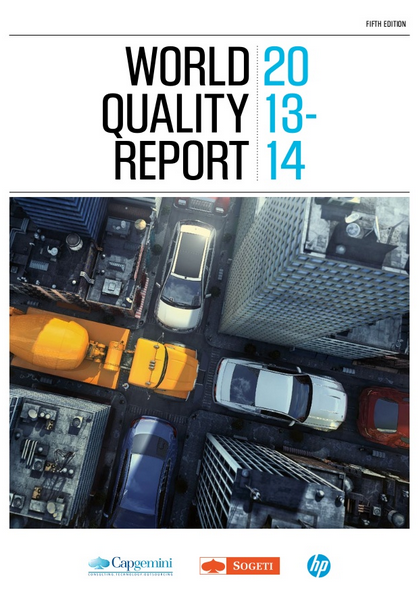 FIFTH EDITION
WORLD
QUALITY
REPORT
20
13-
14
Capgemini
CONSULTING.TECHNOLOGY.OUTSOURCING
SOGETI
hp